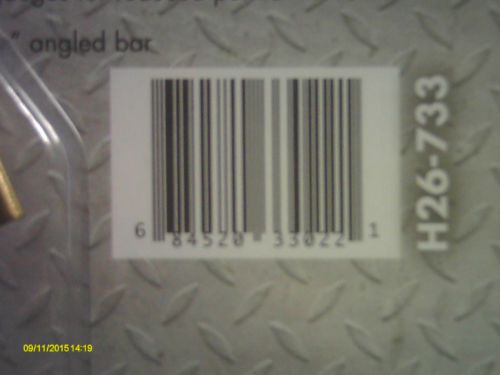 " angled bar
6 84520 33022 1
H26-733
09/11/2015 14:19